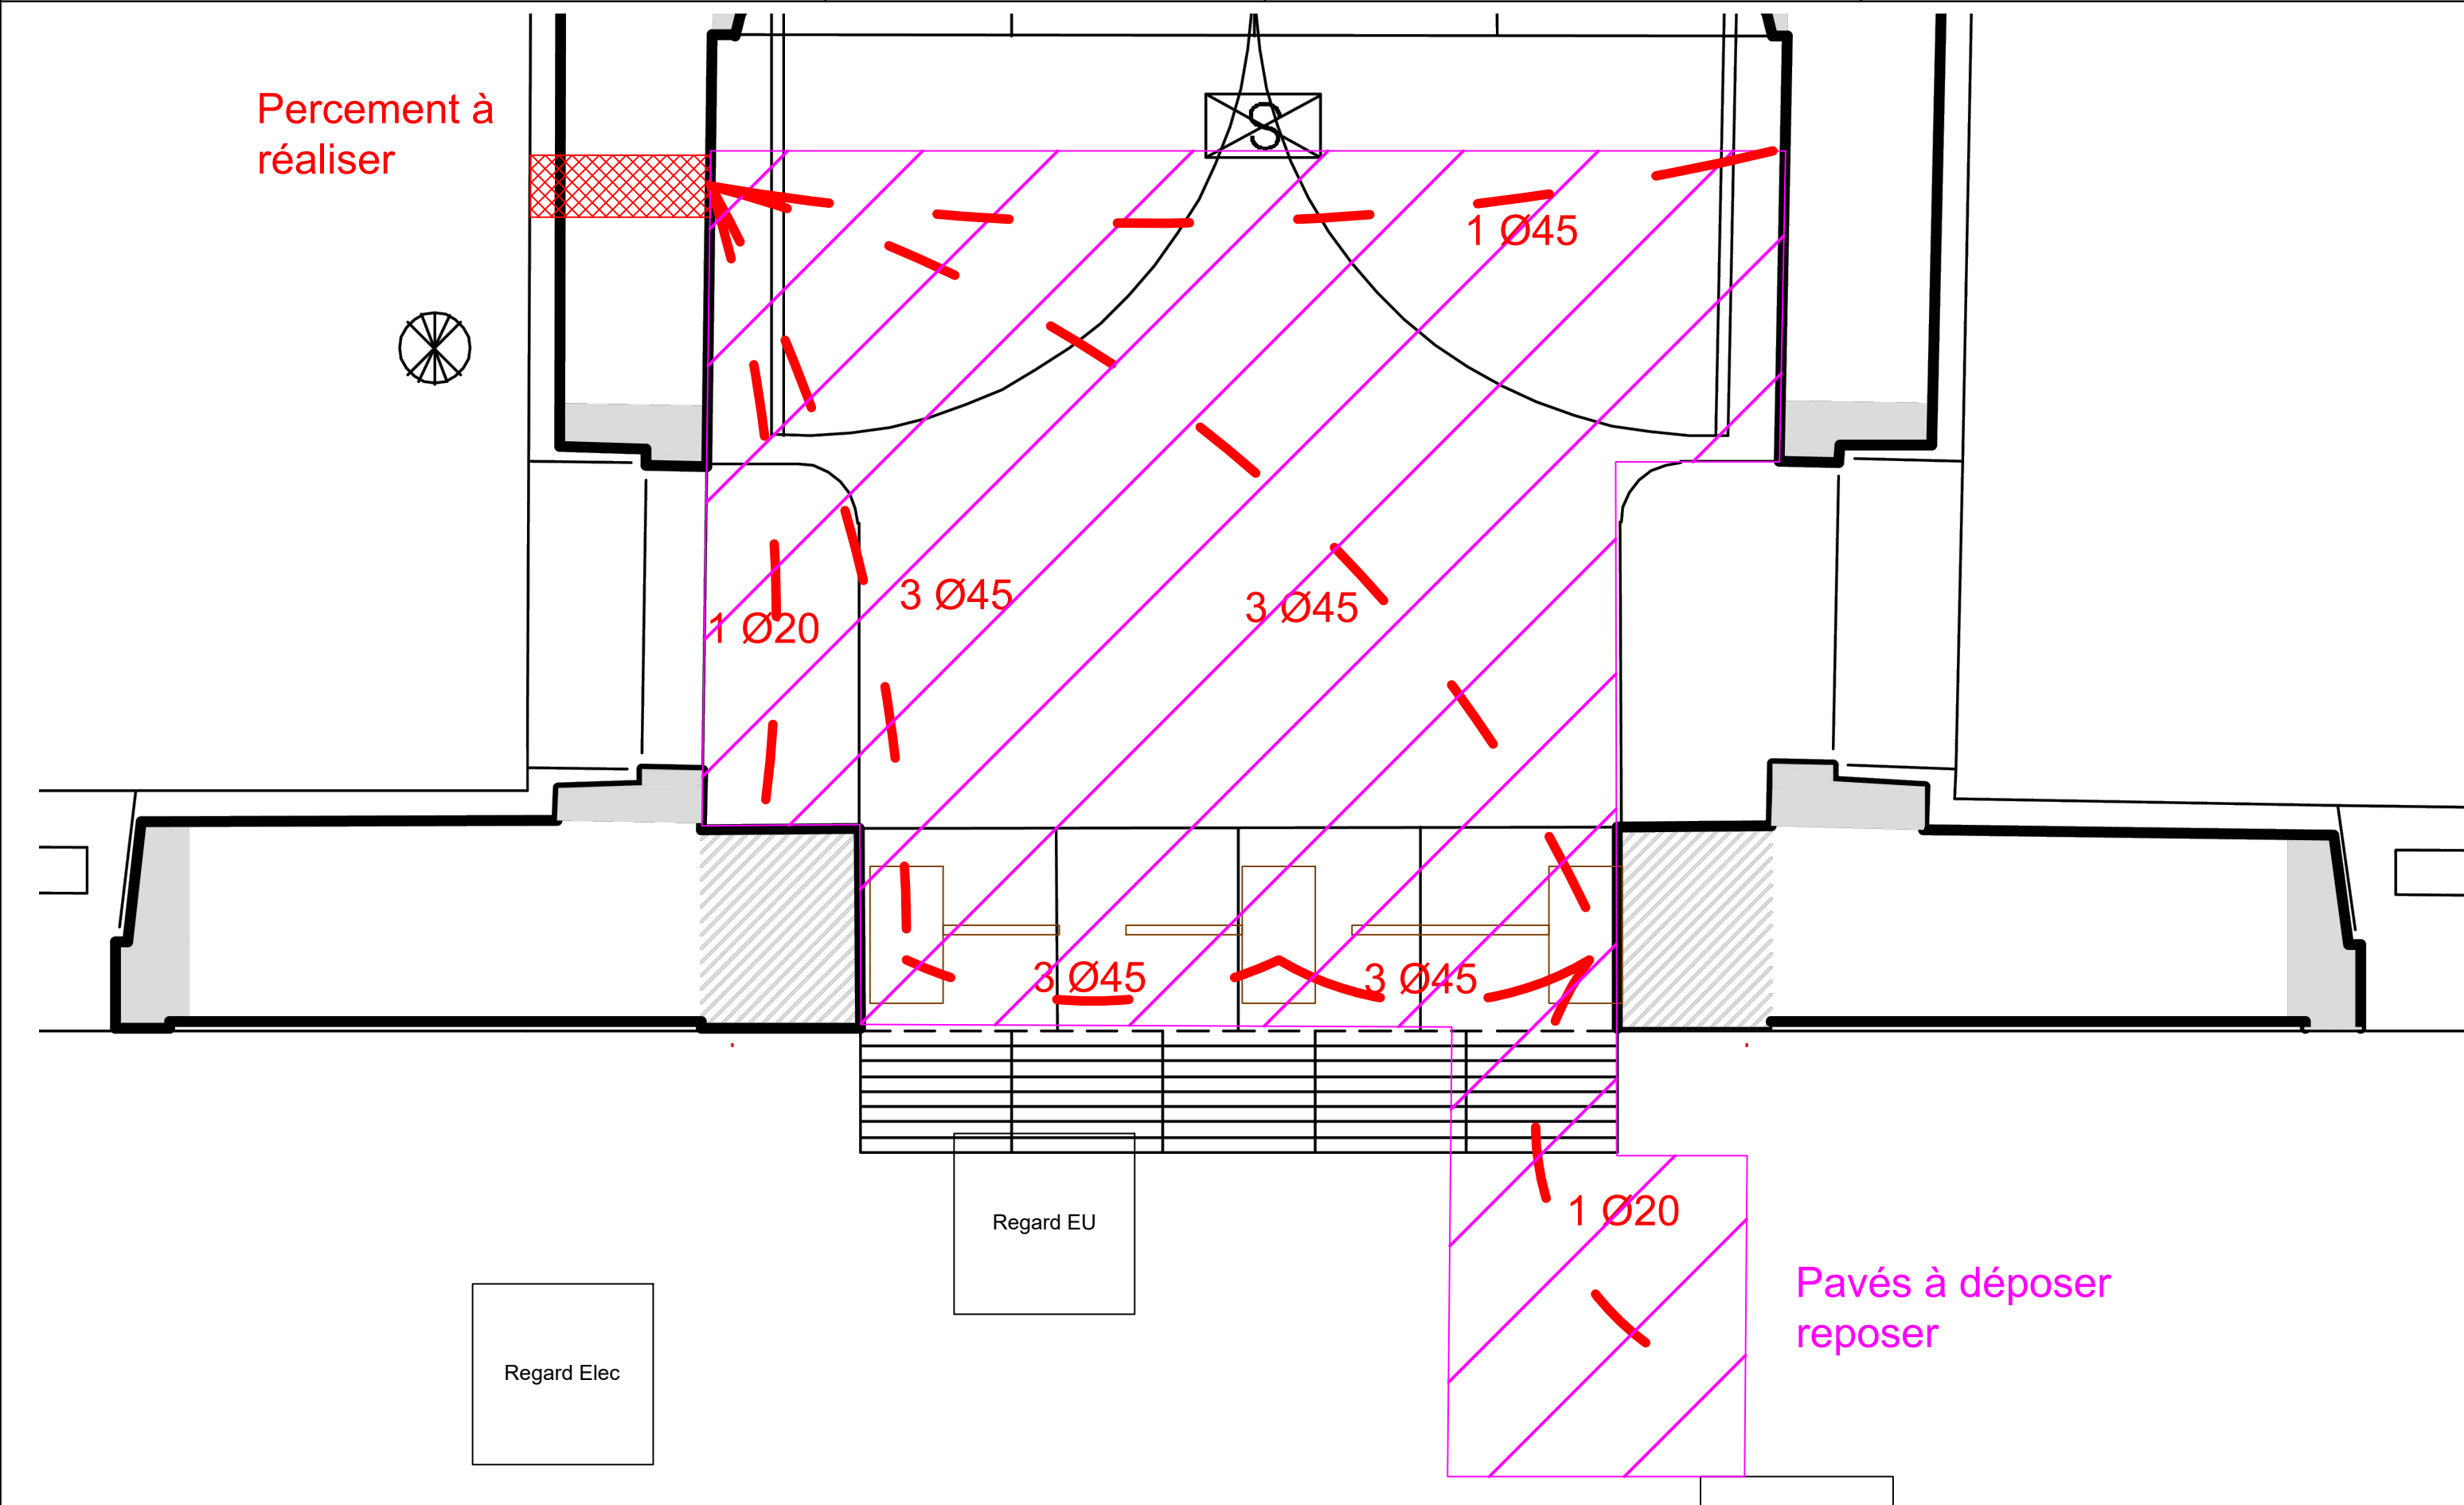 Percement à
réaliser
S
1 Ø45
3 Ø45
3 Ø45
1 Ø20
3 Ø45
3 Ø45
1 Ø20
Regard EU
Pavés à déposer
reposer
Regard Elec